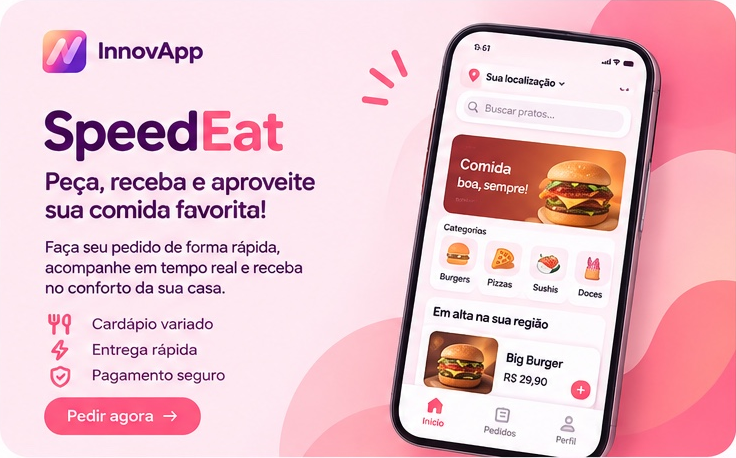 InnovApp
SpeedEat
Peça, receba e aproveite
sua comida favorita!
Faça seu pedido de forma rápida,
acompanhe em tempo real e receba
no conforto da sua casa.
Cardápio variado
Entrega rápida
Pagamento seguro
Pedir agora →
Sua localização
Buscar pratos...
Comida
boa, sempre!
Categorias
Burgers
Pizzas
Sushis
Doces
Em alta na sua região
Big Burger
R$ 29,90
Início
Pedidos
Perfil